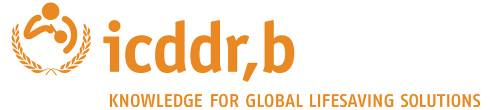 icddr,b
KNOWLEDGE FOR GLOBAL LIFESAVING SOLUTIONS